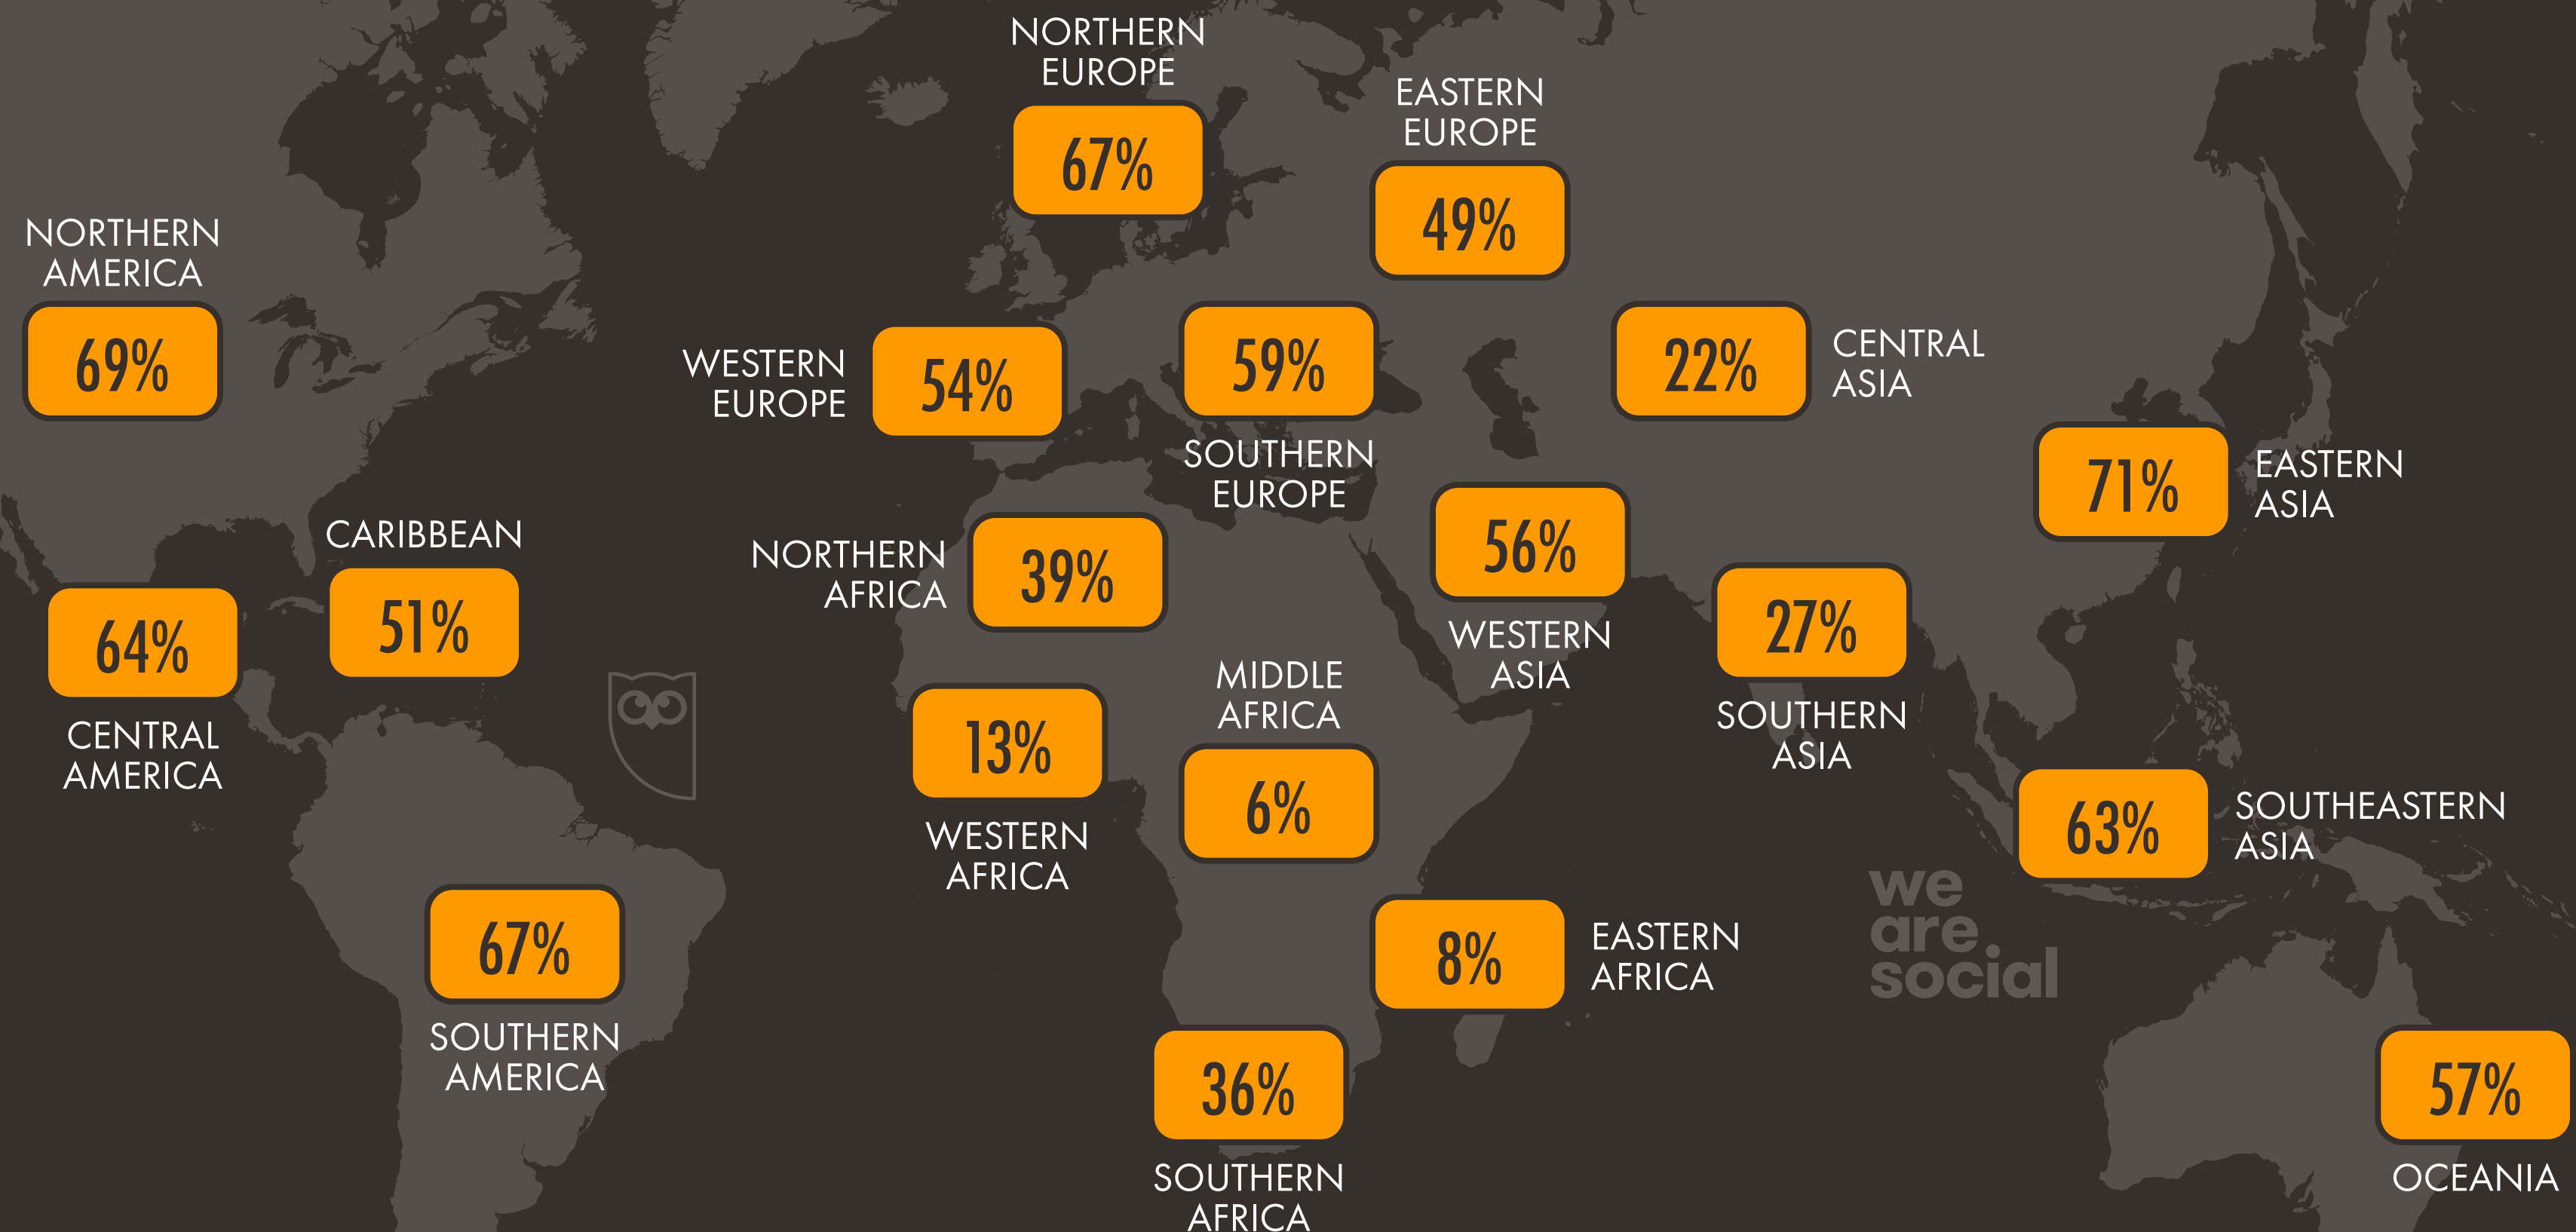 NORTHERN
EUROPE
67%
EASTERN
EUROPE
49%
NORTHERN
AMERICA
69%
WESTERN
EUROPE
54%
59%
SOUTHERN
EUROPE
22%
CENTRAL
ASIA
71%
EASTERN
ASIA
CARIBBEAN
51%
64%
CENTRAL
AMERICA
NORTHERN
AFRICA
39%
56%
WESTERN
ASIA
27%
SOUTHERN
ASIA
13%
WESTERN
AFRICA
MIDDLE
AFRICA
6%
63%
SOUTHEASTERN
ASIA
67%
SOUTHERN
AMERICA
8%
EASTERN
AFRICA
we
are
social
36%
SOUTHERN
AFRICA
57%
OCEANIA